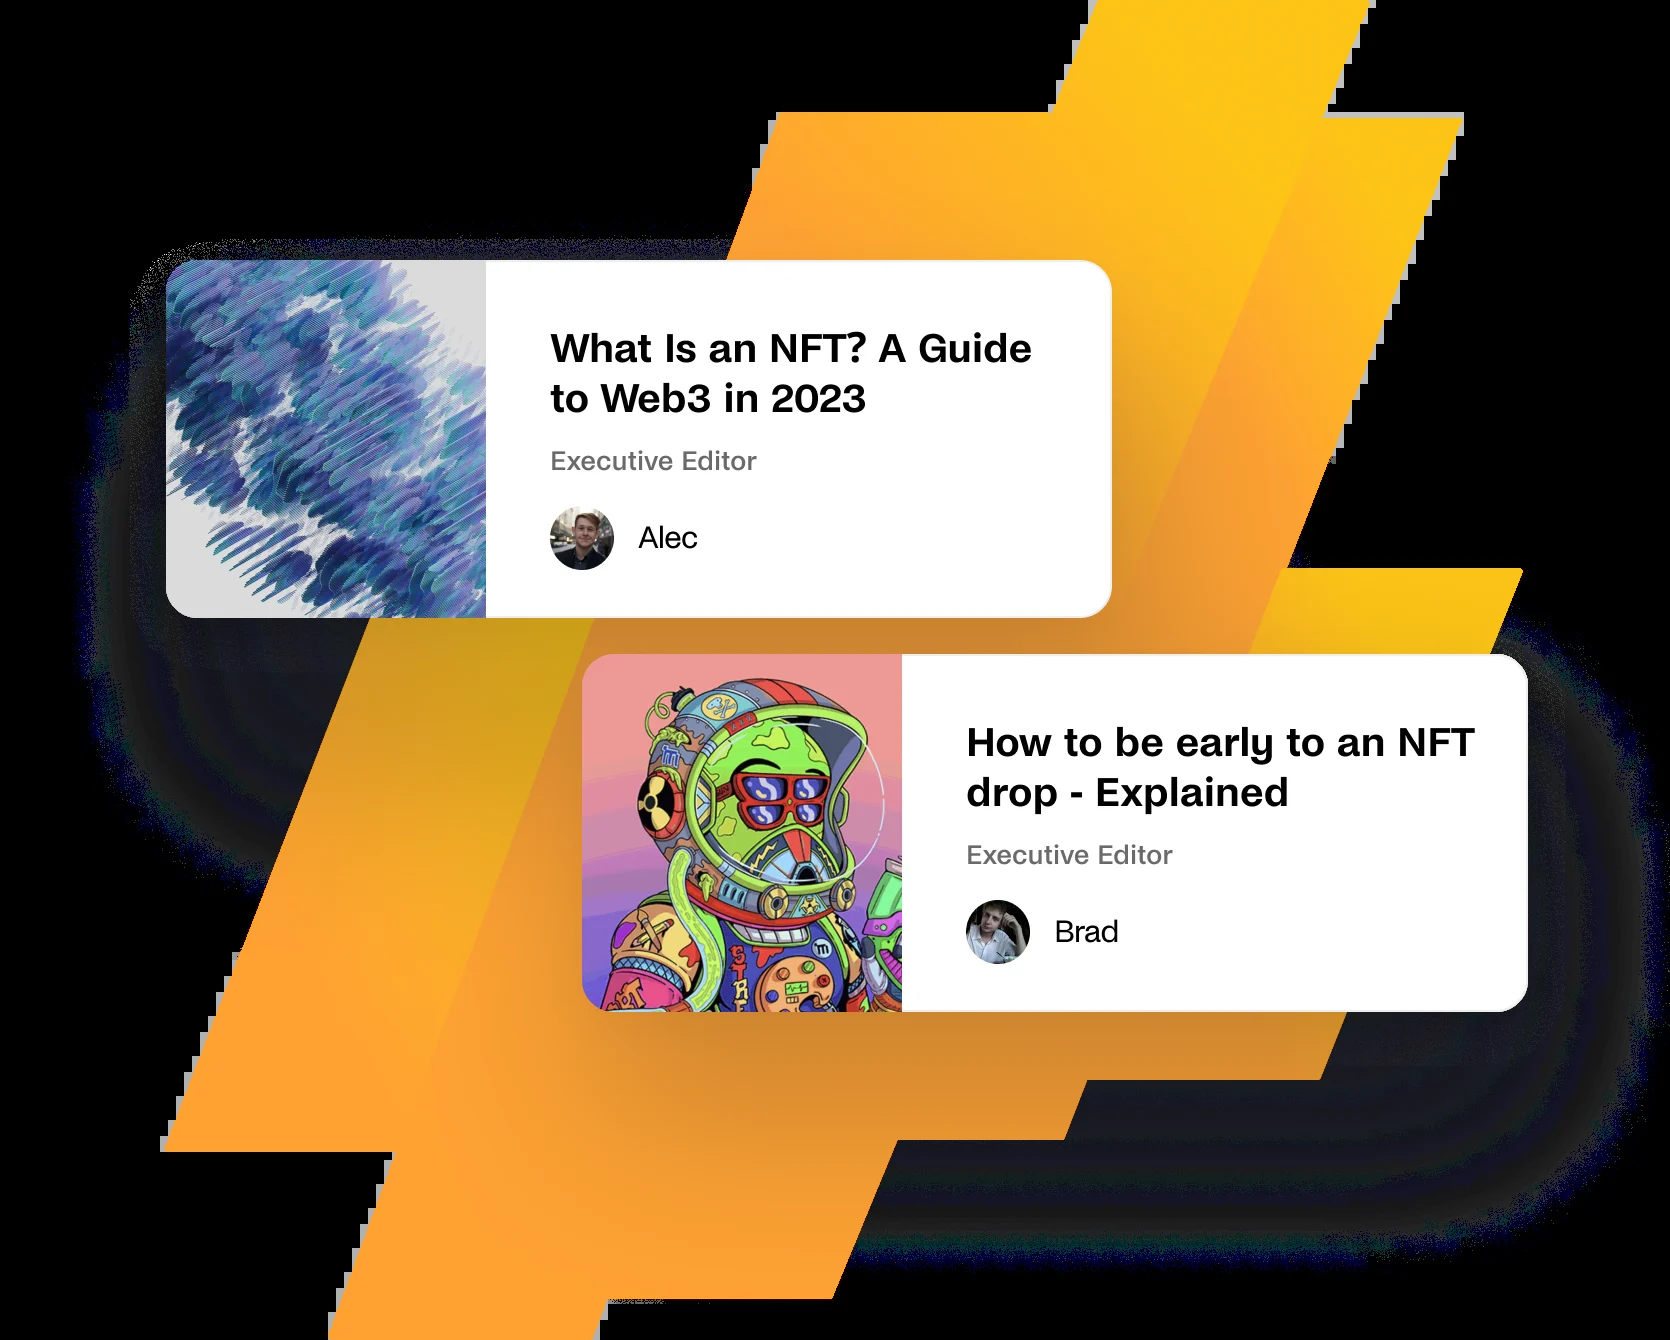 What Is an NFT? A Guide
to Web3 in 2023
Executive Editor
Alec
How to be early to an NFT
drop - Explained
Executive Editor
Brad